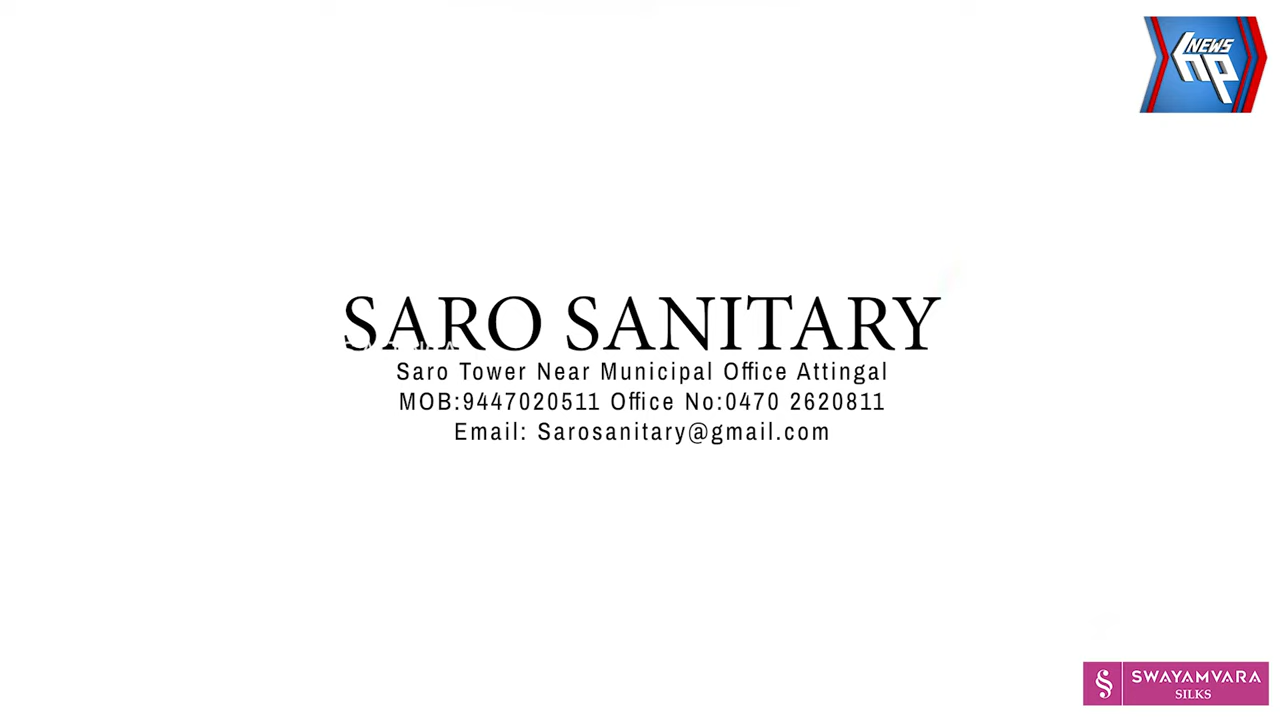 NEWS
np
SARO SANITARY
Saro Tower Near Municipal Office Attingal
MOB:9447020511 Office No:0470 2620811
Email: Sarosanitary@gmail.com
SWAYAMVARA
SILKS